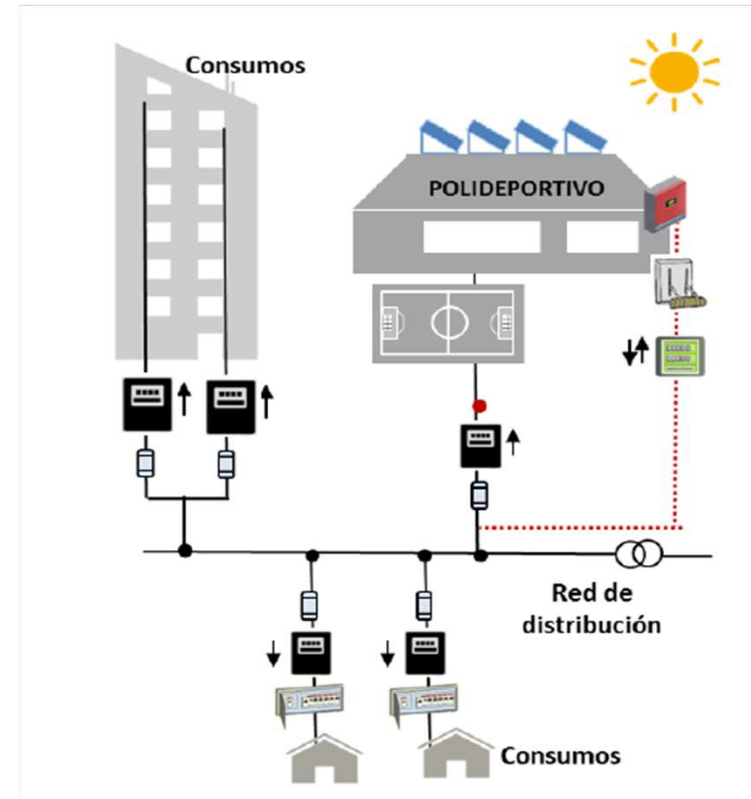 Consumos
POLIDEPORTIVO
Red de
distribución
Consumos